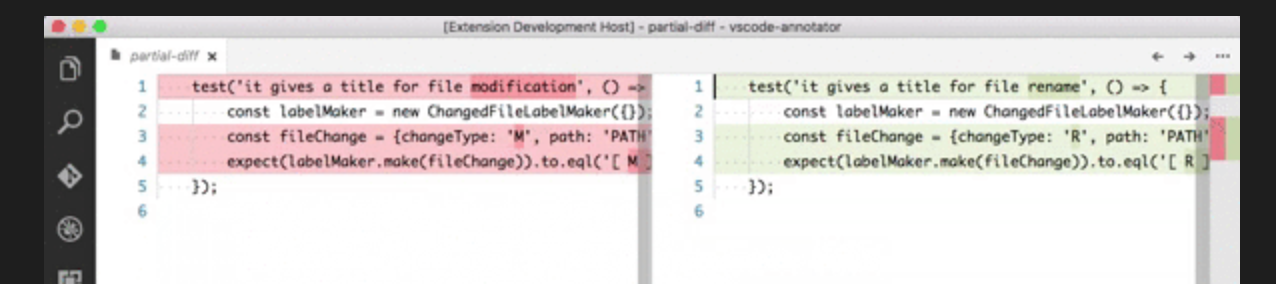 [Extension Development Host] - partial-diff - vscode-annotator
partial-diff ×
1 test('it gives a title for file modification', () =>
2 const labelMaker = new ChangedFileLabelMaker({});
3 const fileChange = {changeType: 'M', path: 'PATH'
4 expect(labelMaker.make(fileChange)).to.eql('[ M ]
5 });
6
1 test('it gives a title for file rename', () => {
2 const labelMaker = new ChangedFileLabelMaker({});
3 const fileChange = {changeType: 'R', path: 'PATH'
4 expect(labelMaker.make(fileChange)).to.eql('[ R ]
5 });
6